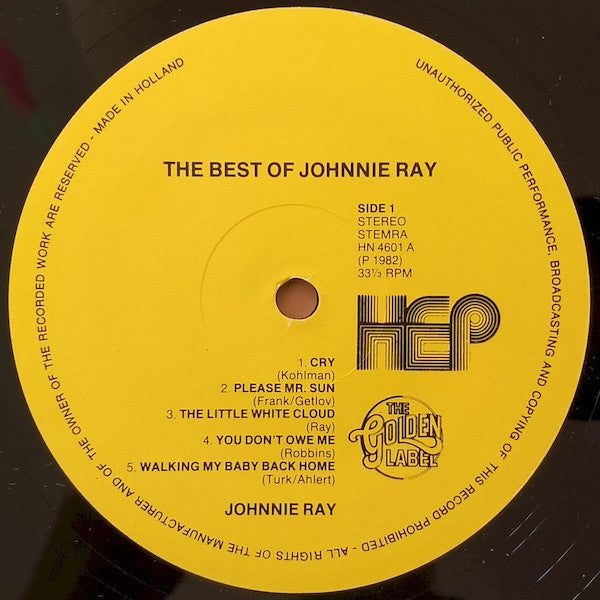 UNAUTHORIZED PUBLIC PERFORMANCE, BROADCASTING AND COPYING OF THIS RECORD PROHIBITED - ALL RIGHTS OF THE MANUFACTURER AND OF THE OWNER OF THE RECORDED WORK ARE RESERVED - MADE IN HOLLAND
THE BEST OF JOHNNIE RAY
SIDE 1
STEREO
STEMRA
HN 4601 A
(P 1982)
33⅓ RPM
HEP
1. CRY
(Kohlman)
2. PLEASE MR. SUN
(Frank/Getlov)
3. THE LITTLE WHITE CLOUD
(Ray)
4. YOU DON'T OWE ME
(Robbins)
5. WALKING MY BABY BACK HOME
(Turk/Ahlert)
THE
GOLDEN
LABEL
JOHNNIE RAY